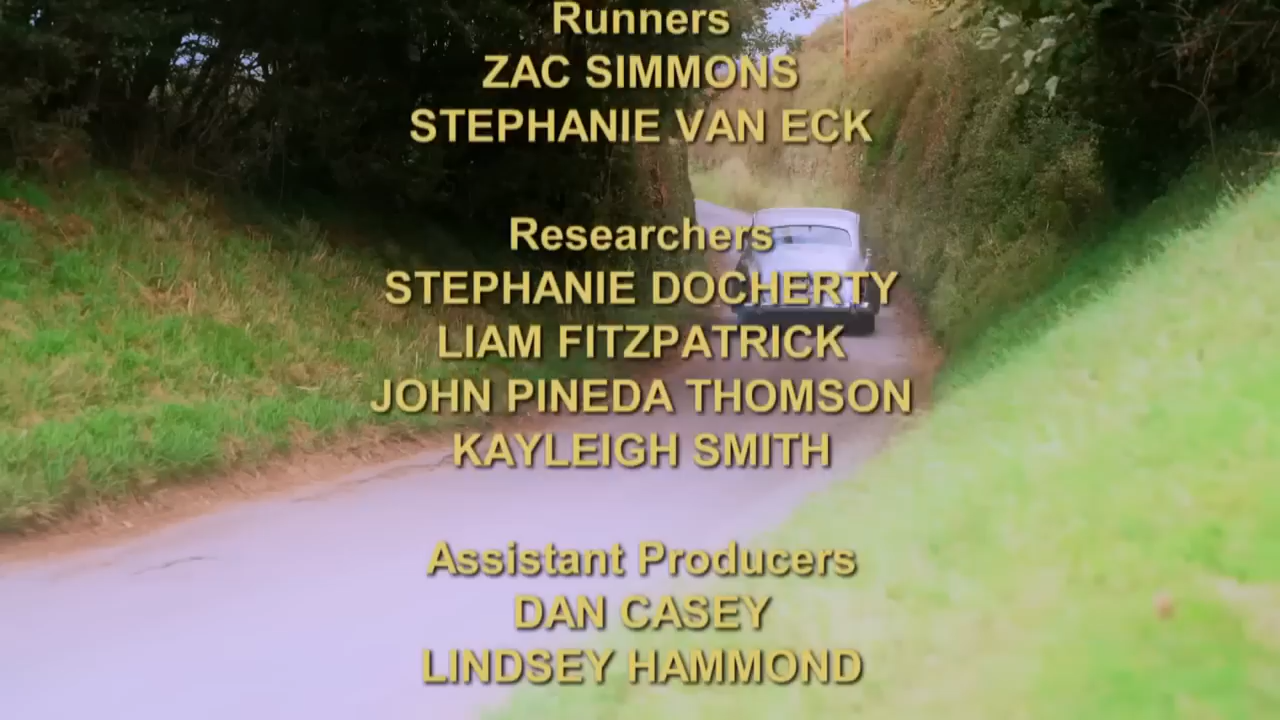 Runners
ZAC SIMMONS
STEPHANIE VAN ECK
Researchers
STEPHANIE DOCHERTY
LIAM FITZPATRICK
JOHN PINEDA THOMSON
KAYLEIGH SMITH
Assistant Producers
DAN CASEY
LINDSEY HAMMOND